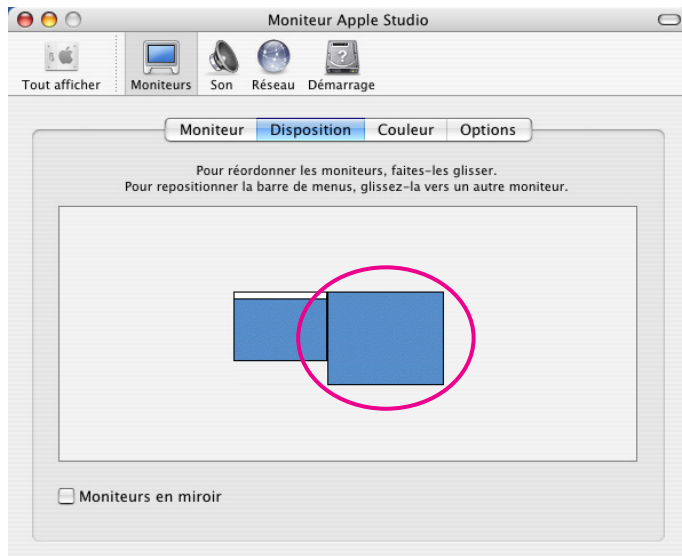 Moniteur Apple Studio
Tout afficher Moniteurs Son Réseau Démarrage
Moniteur Disposition Couleur Options
Pour réordonner les moniteurs, faites-les glisser.
Pour repositionner la barre de menus, glissez-la vers un autre moniteur.
Moniteurs en miroir